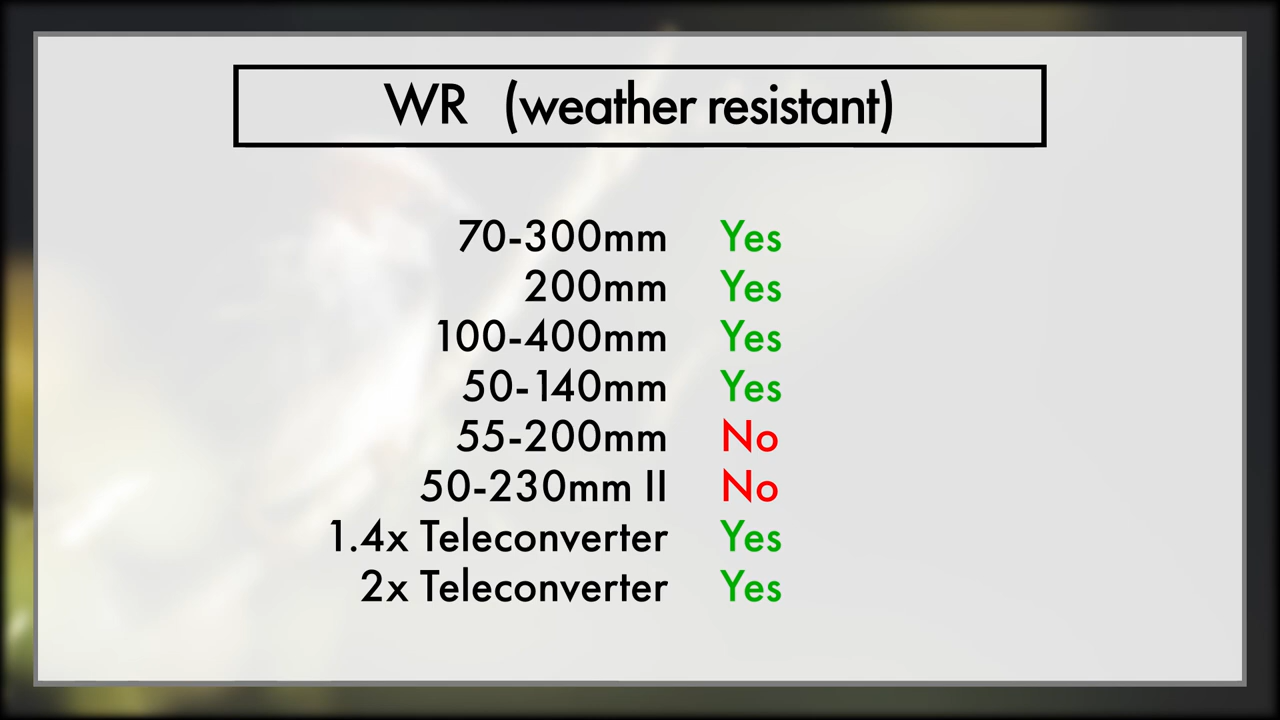 WR (weather resistant)
70-300mm Yes
200mm Yes
100-400mm Yes
50-140mm Yes
55-200mm No
50-230mm II No
1.4x Teleconverter Yes
2x Teleconverter Yes